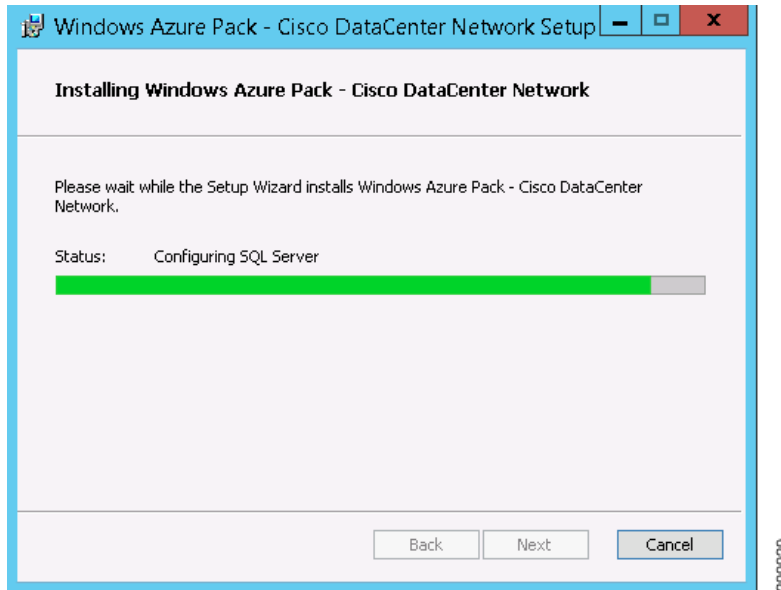 Windows Azure Pack - Cisco DataCenter Network Setup
Installing Windows Azure Pack - Cisco DataCenter Network
Please wait while the Setup Wizard installs Windows Azure Pack - Cisco DataCenter
Network.
Status: Configuring SQL Server
Back Next Cancel